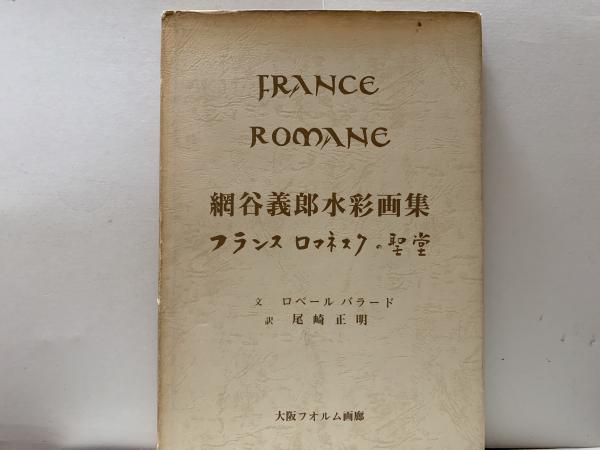 FRANCE
ROMANE
網谷義郎水彩画集
フランス ロマネスクの聖堂
文 ロベール バラード
訳 尾崎正明
大阪フオルム画廊